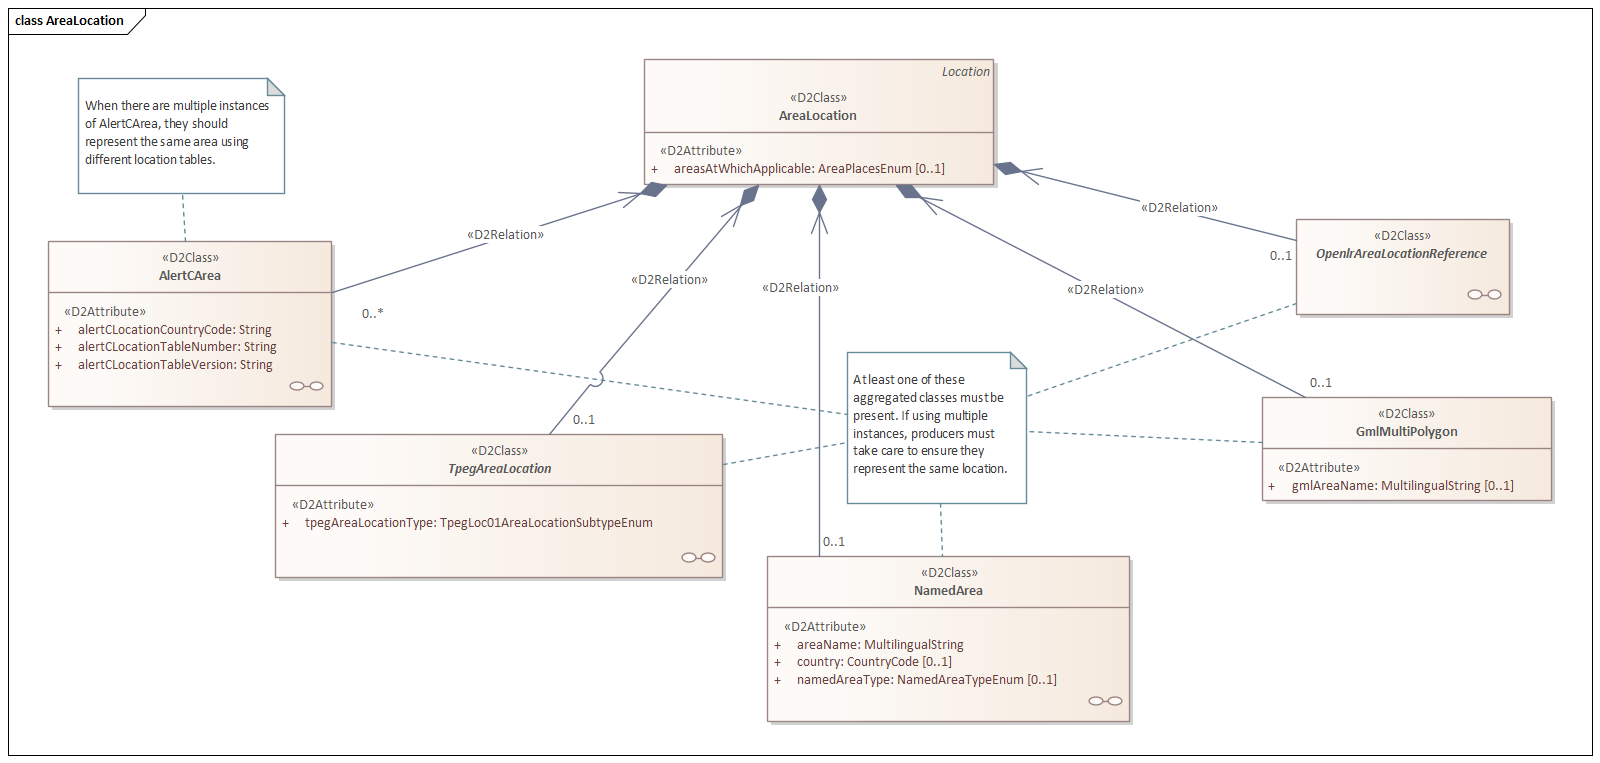 class AreaLocation
When there are multiple instances
of AlertCArea, they should
represent the same area using
different location tables.
Location
«D2Class»
AreaLocation
«D2Attribute»
+ areasAtWhichApplicable: AreaPlacesEnum [0..1]
«D2Relation»
«D2Relation»
«D2Relation»
«D2Relation»
«D2Relation»
«D2Class»
OpenlrAreaLocationReference
0..1
«D2Class»
AlertCArea
«D2Attribute»
+ alertCLocationCountryCode: String
+ alertCLocationTableNumber: String
+ alertCLocationTableVersion: String
0..*
At least one of these
aggregated classes must be
present. If using multiple
instances, producers must
take care to ensure they
represent the same location.
0..1
«D2Class»
GmlMultiPolygon
«D2Attribute»
+ gmlAreaName: MultilingualString [0..1]
0..1
«D2Class»
TpegAreaLocation
«D2Attribute»
+ tpegAreaLocationType: TpegLoc01AreaLocationSubtypeEnum
0..1
«D2Class»
NamedArea
«D2Attribute»
+ areaName: MultilingualString
+ country: CountryCode [0..1]
+ namedAreaType: NamedAreaTypeEnum [0..1]